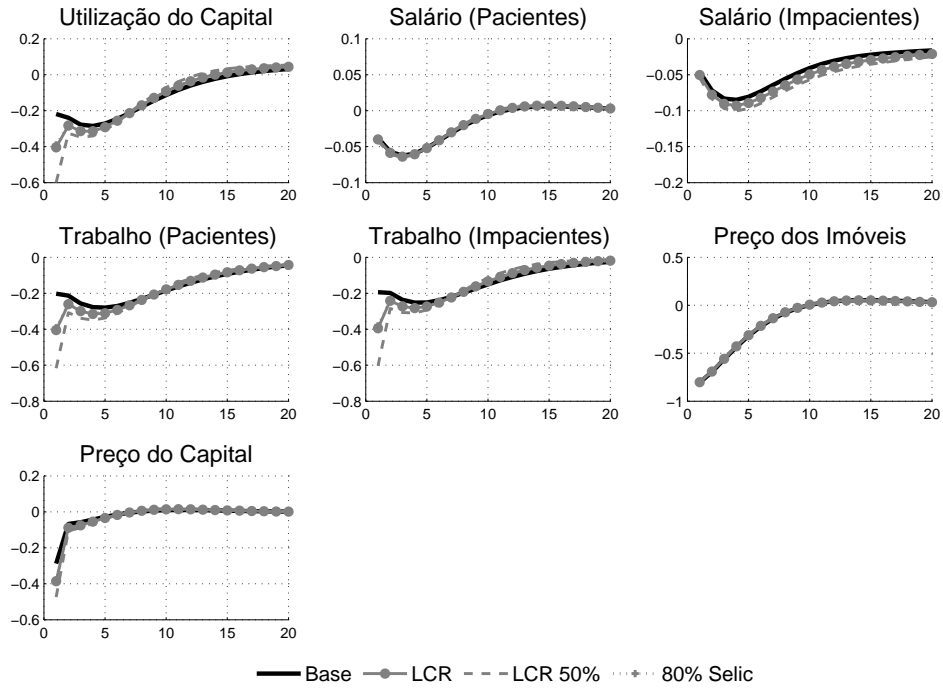 Utilização do Capital
0.2
0
−0.2
−0.4
−0.6
0 5 10 15 20
Salário (Pacientes)
0.1
0.05
0
−0.05
−0.1
0 5 10 15 20
Salário (Impacientes)
0
−0.05
−0.1
−0.15
−0.2
0 5 10 15 20
Trabalho (Pacientes)
0
−0.2
−0.4
−0.6
−0.8
0 5 10 15 20
Trabalho (Impacientes)
0
−0.2
−0.4
−0.6
−0.8
0 5 10 15 20
Preço dos Imóveis
0.5
0
−0.5
−1
0 5 10 15 20
Preço do Capital
0.2
0
−0.2
−0.4
−0.6
0 5 10 15 20
Base LCR LCR 50% 80% Selic